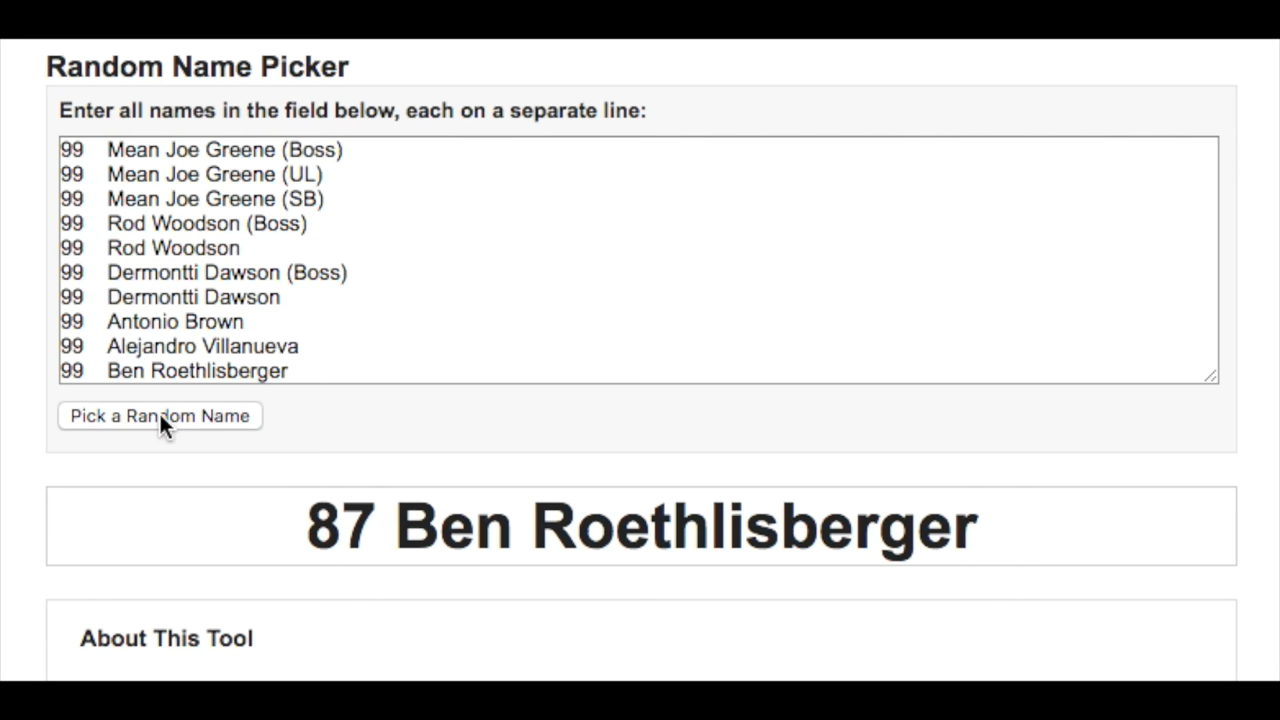 Random Name Picker
Enter all names in the field below, each on a separate line:
99 Mean Joe Greene (Boss)
99 Mean Joe Greene (UL)
99 Mean Joe Greene (SB)
99 Rod Woodson (Boss)
99 Rod Woodson
99 Dermontti Dawson (Boss)
99 Dermontti Dawson
99 Antonio Brown
99 Alejandro Villanueva
99 Ben Roethlisberger
Pick a Random Name
87 Ben Roethlisberger
About This Tool